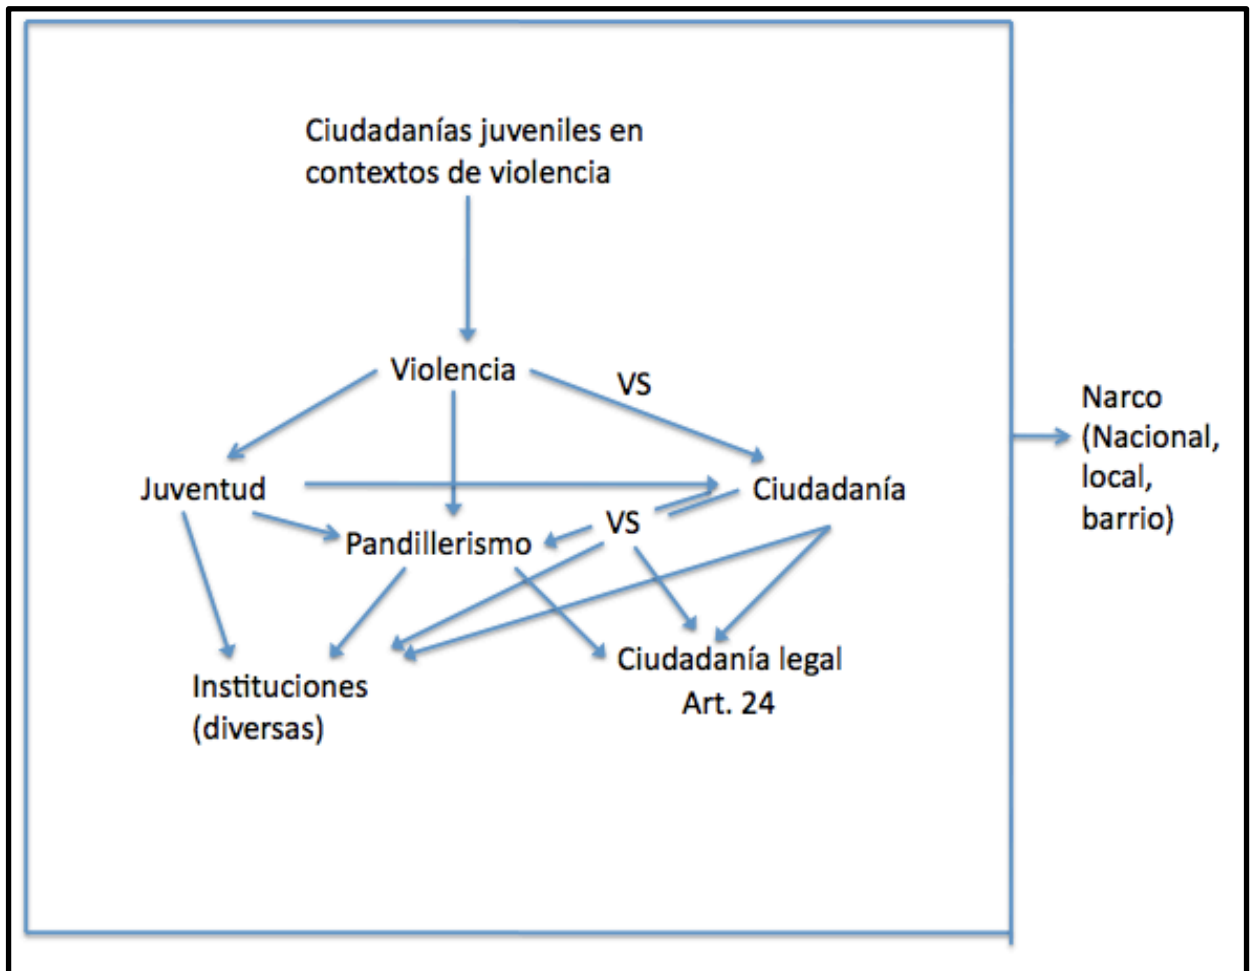 Ciudadanías juveniles en
contextos de violencia
Violencia
VS
Juventud
Ciudadanía
VS
Pandillerismo
Instituciones
(diversas)
Ciudadanía legal
Art. 24
Narco
(Nacional,
local,
barrio)